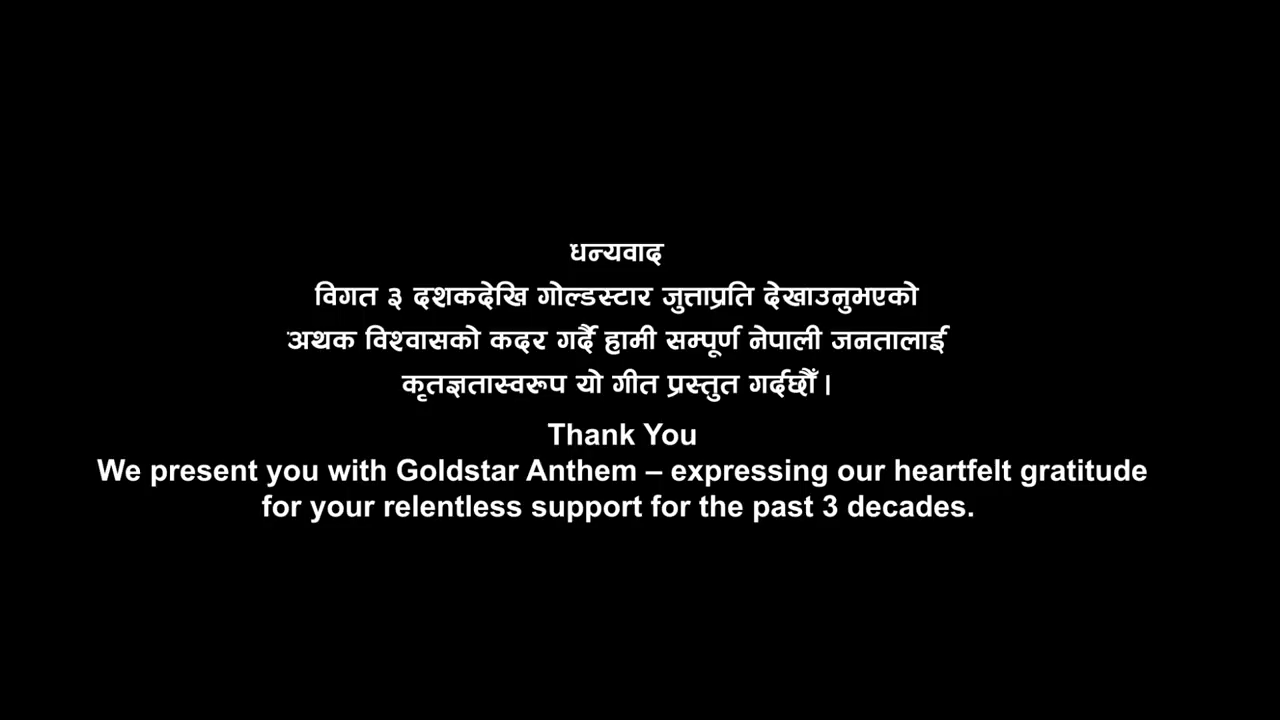 धन्यवाद
विगत ३ दशकदेखि गोल्डस्टार जुत्ताप्रति देखाउनुभएको
अथक विश्वासको कदर गर्दै हामी सम्पूर्ण नेपाली जनतालाई
कृतज्ञतास्वरूप यो गीत प्रस्तुत गर्दछौँ ।
Thank You
We present you with Goldstar Anthem – expressing our heartfelt gratitude
for your relentless support for the past 3 decades.